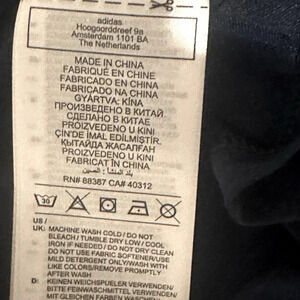 adidas
Hoogoorddreef 9a
Amsterdam 1101 BA
The Netherlands
MADE IN CHINA
FABRIQUÉ EN CHINE
FABRICADO EN CHINA
FABRICADO NA CHINA
GYÁRTVA: KÍNA
ПРОИЗВЕДЕНО В КИТАЙ
СДЕЛАНО В КИТАЕ
PROIZVEDENO U KINI
ÇİN'DE İMAL EDİLMİŞTİR.
ҚЫТАЙДА ЖАСАЛҒАН
PROIZVEDENO U KINI
FABRICAT ÎN CHINA
بلد المنشأ : الصين
RN# 88387 CA# 40312
30
US /
UK: MACHINE WASH COLD / DO NOT
BLEACH / TUMBLE DRY LOW / COOL
IRON IF NEEDED / DO NOT DRY CLEAN
DO NOT USE FABRIC SOFTENER/USE
MILD DETERGENT ONLY/WASH WITH
LIKE COLORS/REMOVE PROMPTLY
AFTER WASH
D: KEINEN WEICHSPUELER VERWENDEN/
BITTE FEINWASCHMITTEL VERWENDEN/
MIT GLEICHEN FARBEN WASCHEN/